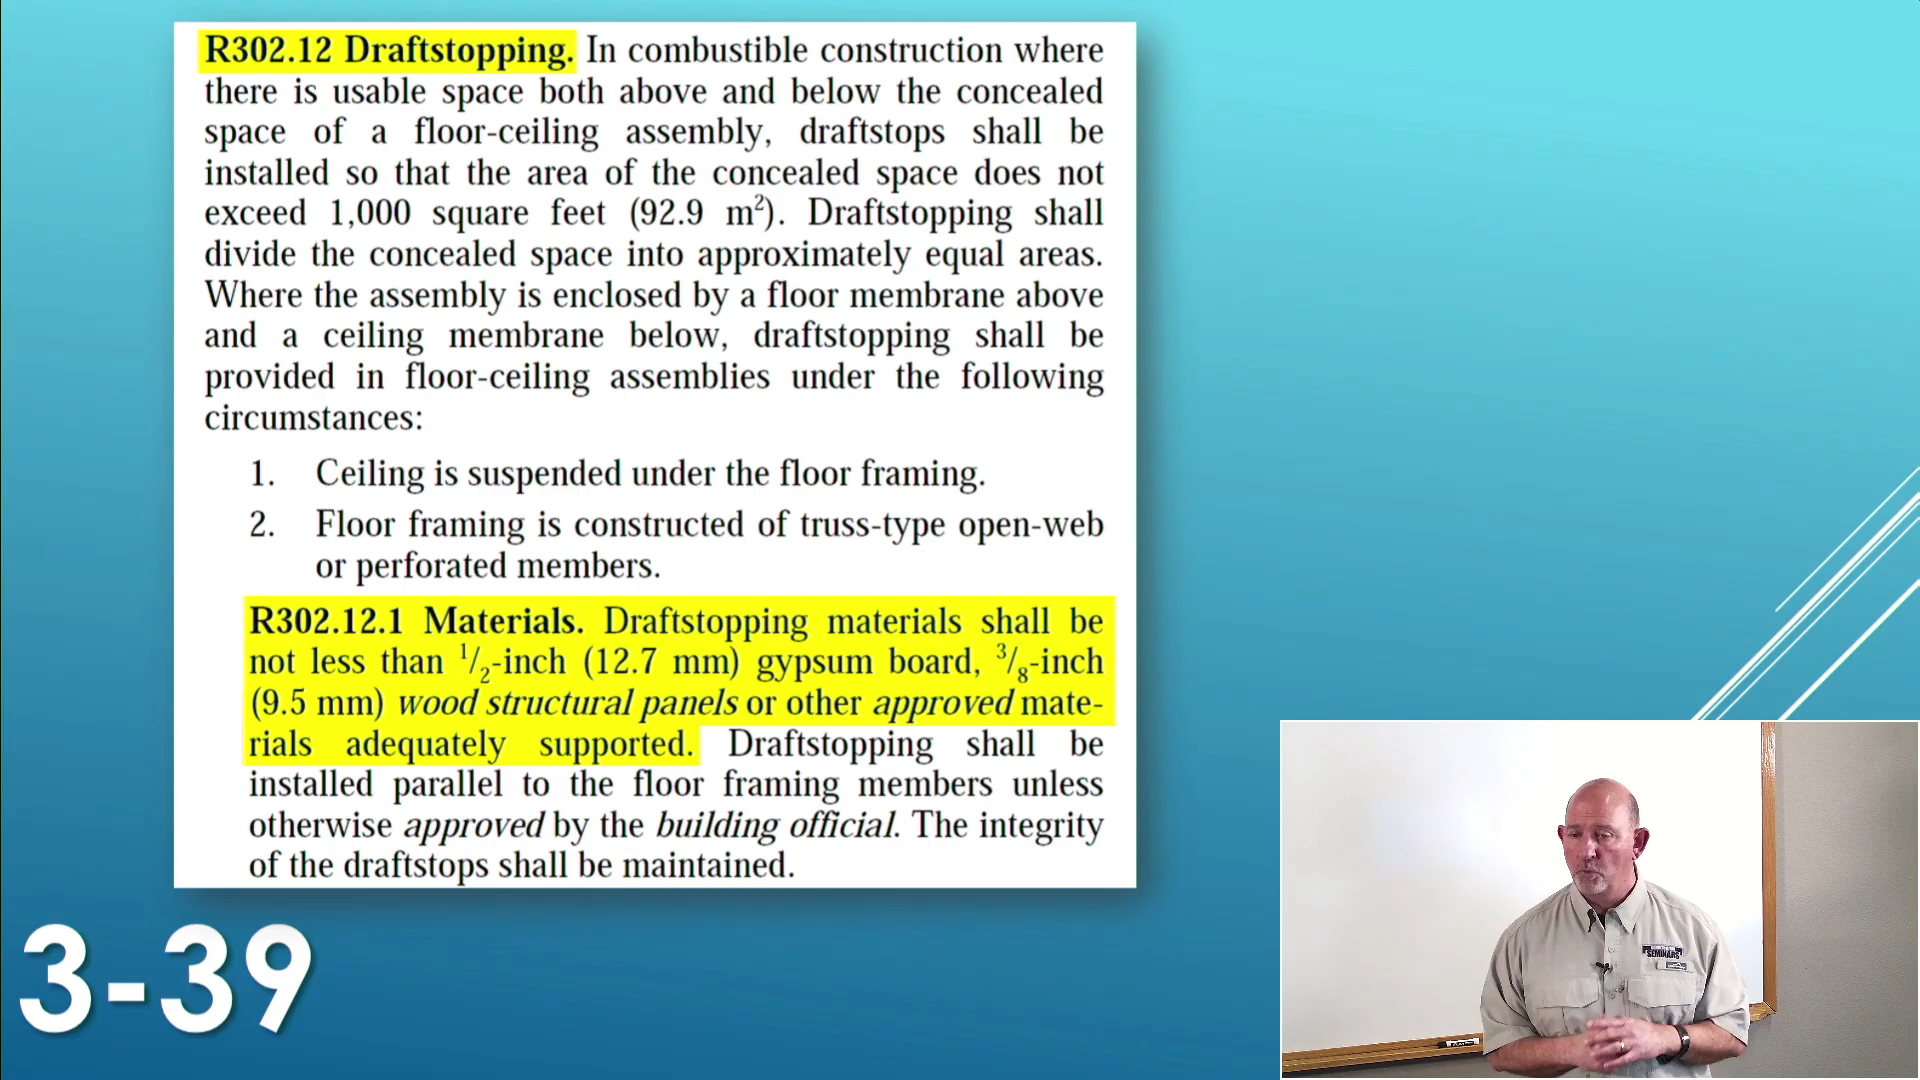 R302.12 Draftstopping. In combustible construction where
there is usable space both above and below the concealed
space of a floor-ceiling assembly, draftstops shall be
installed so that the area of the concealed space does not
exceed 1,000 square feet (92.9 m²). Draftstopping shall
divide the concealed space into approximately equal areas.
Where the assembly is enclosed by a floor membrane above
and a ceiling membrane below, draftstopping shall be
provided in floor-ceiling assemblies under the following
circumstances:
1. Ceiling is suspended under the floor framing.
2. Floor framing is constructed of truss-type open-web
or perforated members.
R302.12.1 Materials. Draftstopping materials shall be
not less than 1/2-inch (12.7 mm) gypsum board, 3/8-inch
(9.5 mm) wood structural panels or other approved mate-
rials adequately supported. Draftstopping shall be
installed parallel to the floor framing members unless
otherwise approved by the building official. The integrity
of the draftstops shall be maintained.
3-39
SEMINARS